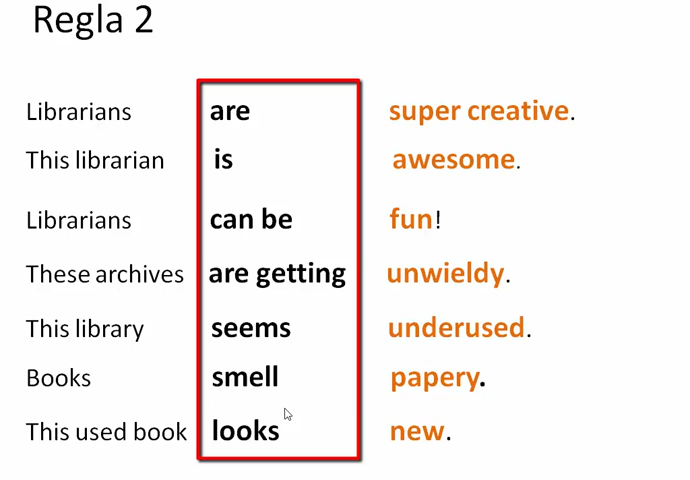 Regla 2
Librarians are super creative.
This librarian is awesome.
Librarians can be fun!
These archives are getting unwieldy.
This library seems underused.
Books smell papery.
This used book looks new.